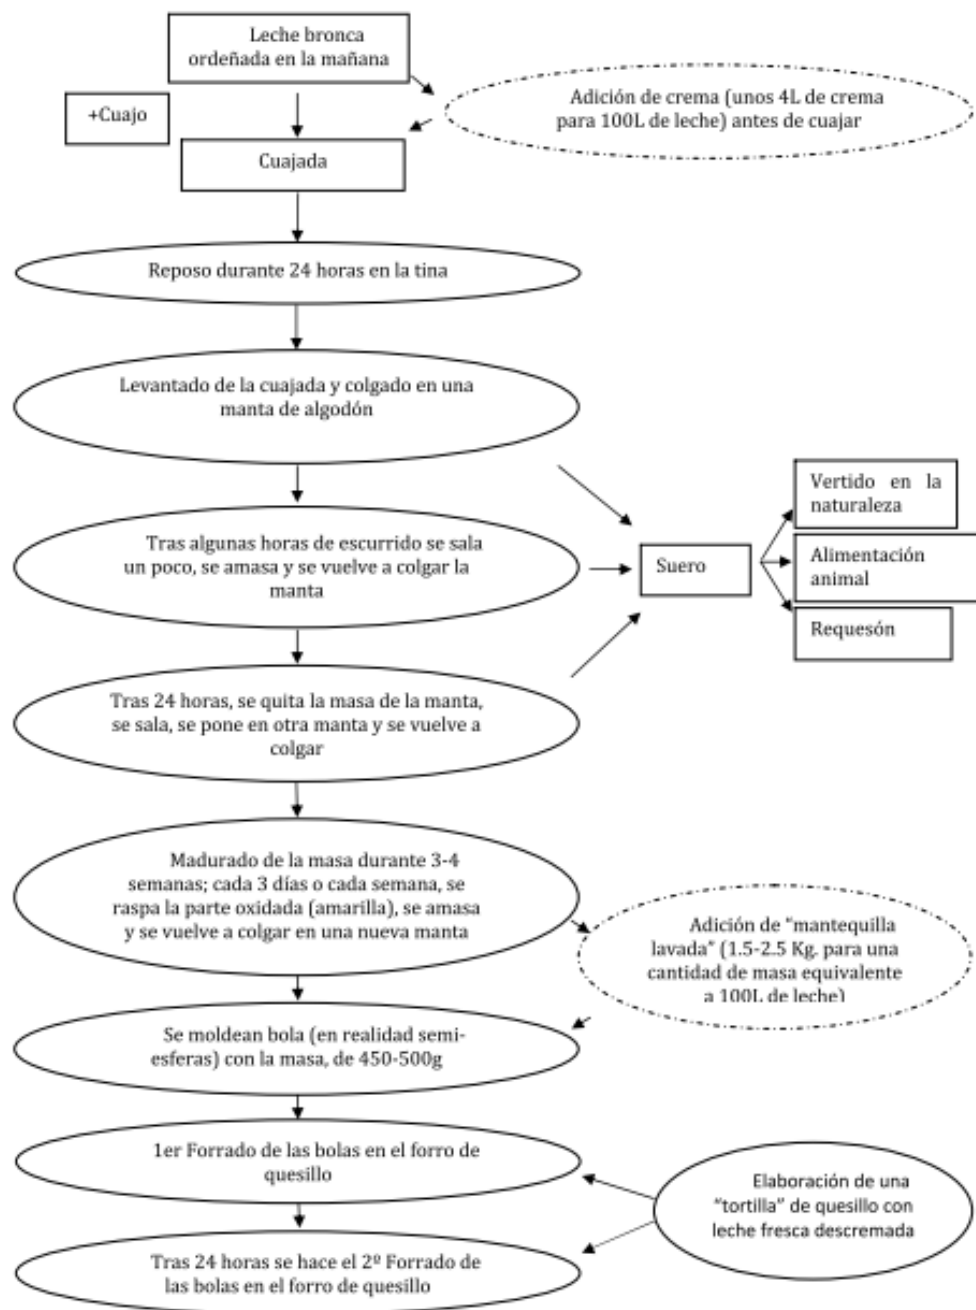 Leche bronca
ordeñada en la mañana
+Cuajo
Adición de crema (unos 4L de crema
para 100L de leche) antes de cuajar
Cuajada
Reposo durante 24 horas en la tina
Levantado de la cuajada y colgado en una
manta de algodón
Tras algunas horas de escurrido se sala
un poco, se amasa y se vuelve a colgar la
manta
Suero
Vertido en la
naturaleza
Alimentación
animal
Requesón
Tras 24 horas, se quita la masa de la manta,
se sala, se pone en otra manta y se vuelve a
colgar
Madurado de la masa durante 3-4
semanas; cada 3 días o cada semana, se
raspa la parte oxidada (amarilla), se amasa
y se vuelve a colgar en una nueva manta
Adición de "mantequilla
lavada" (1.5-2.5 Kg. para una
cantidad de masa equivalente
a 100L de leche)
Se moldean bola (en realidad semi-
esferas) con la masa, de 450-500g
1er Forrado de las bolas en el forro de
quesillo
Elaboración de una
"tortilla" de quesillo con
leche fresca descremada
Tras 24 horas se hace el 2º Forrado de
las bolas en el forro de quesillo